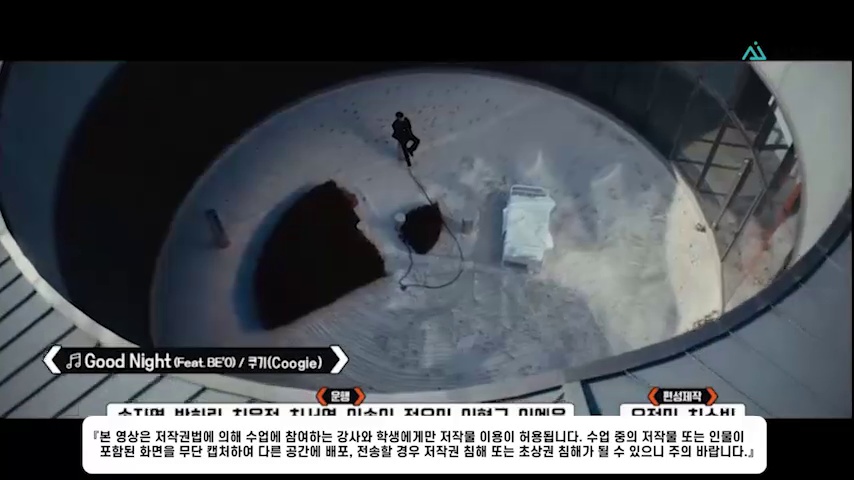 Good Night (Feat. BE'O) / 쿠기(Coogie)
운행
편성제작
『본 영상은 저작권법에 의해 수업에 참여하는 강사와 학생에게만 저작물 이용이 허용됩니다. 수업 중의 저작물 또는 인물이
포함된 화면을 무단 캡처하여 다른 공간에 배포, 전송할 경우 저작권 침해 또는 초상권 침해가 될 수 있으니 주의 바랍니다.』